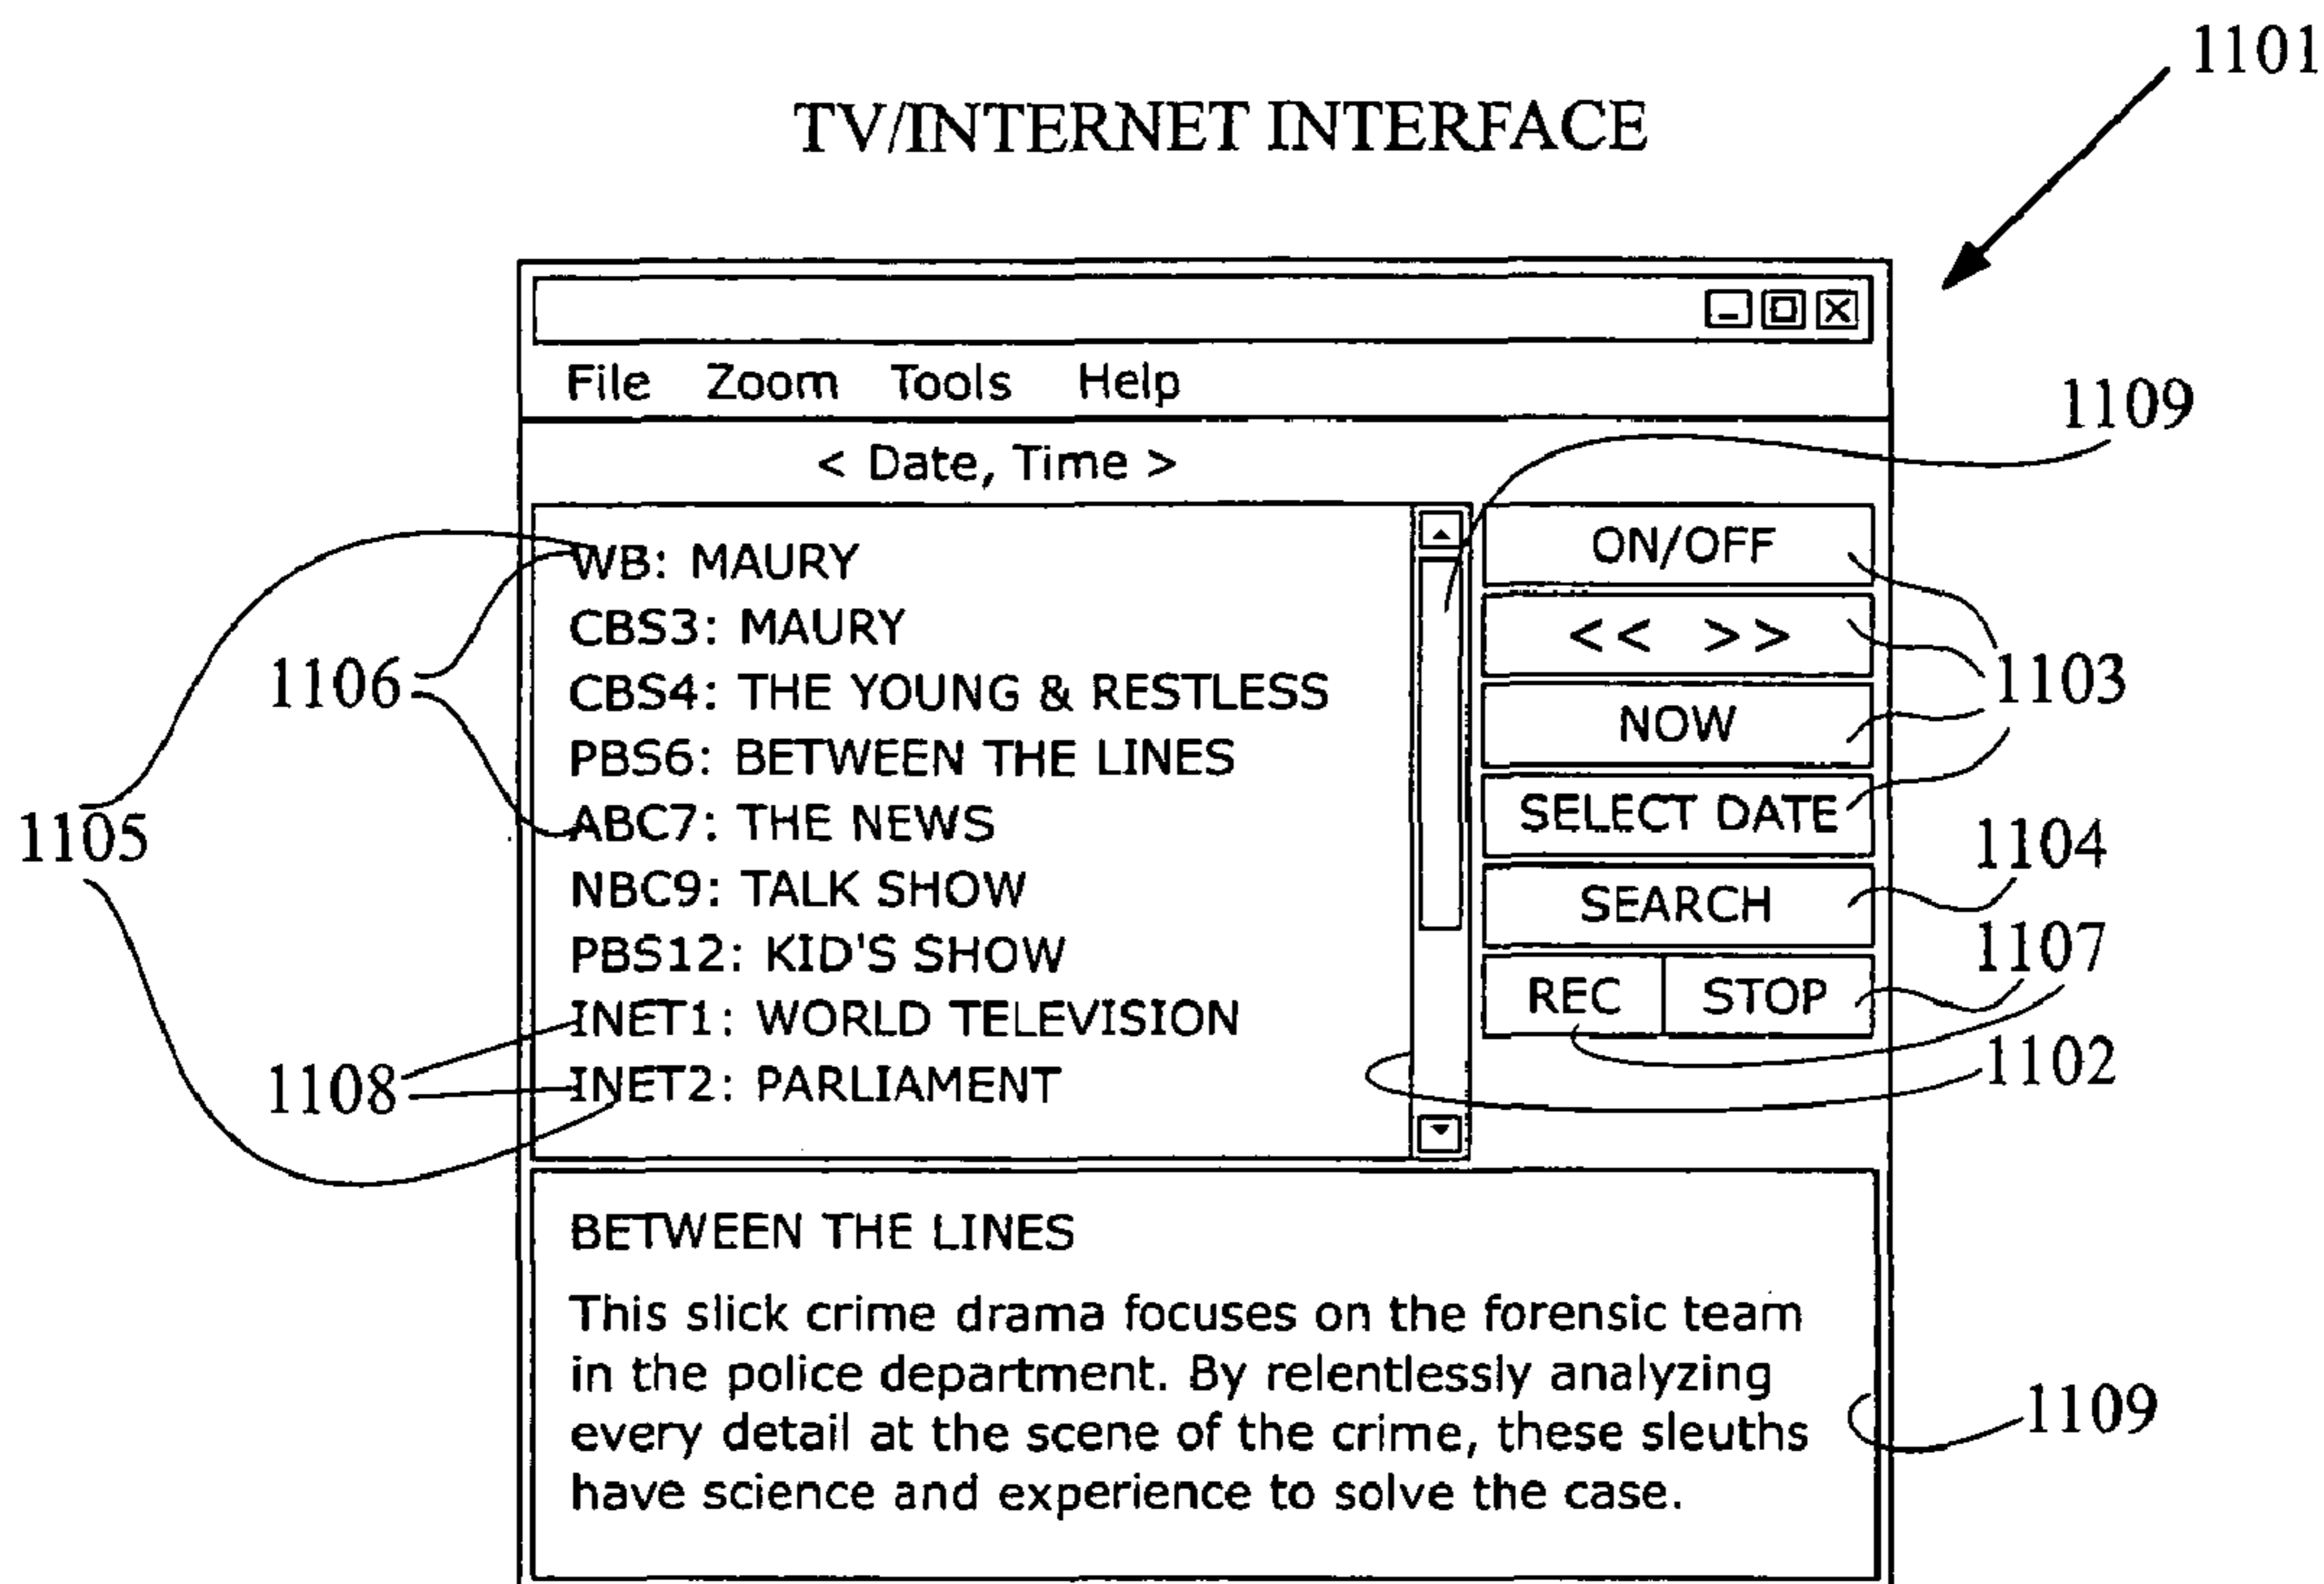 1101
TV/INTERNET INTERFACE
File Zoom Tools Help
1109
< Date, Time >
WB: MAURY
CBS3: MAURY
CBS4: THE YOUNG & RESTLESS
PBS6: BETWEEN THE LINES
ABC7: THE NEWS
NBC9: TALK SHOW
PBS12: KID'S SHOW
INET1: WORLD TELEVISION
INET2: PARLIAMENT
ON/OFF
<< >>
NOW
SELECT DATE
SEARCH
REC STOP
1106
1105
1108
1103
1104
1107
1102
BETWEEN THE LINES
This slick crime drama focuses on the forensic team
in the police department. By relentlessly analyzing
every detail at the scene of the crime, these sleuths
have science and experience to solve the case.
1109